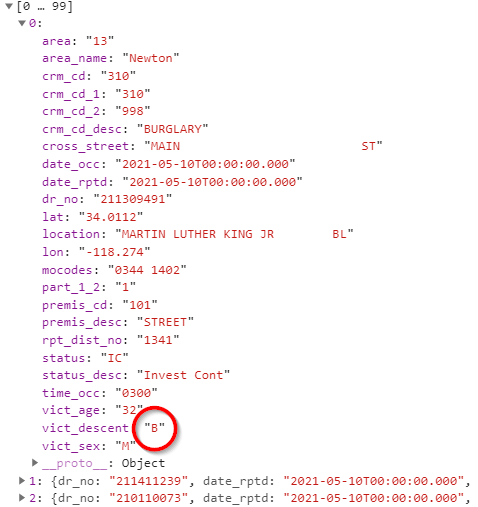 [0 … 99]
0:
area: "13"
area_name: "Newton"
crm_cd: "310"
crm_cd_1: "310"
crm_cd_2: "998"
crm_cd_desc: "BURGLARY"
cross_street: "MAIN                         ST"
date_occ: "2021-05-10T00:00:00.000"
date_rptd: "2021-05-10T00:00:00.000"
dr_no: "211309491"
lat: "34.0112"
location: "MARTIN LUTHER KING JR        BL"
lon: "-118.274"
mocodes: "0344 1402"
part_1_2: "1"
premis_cd: "101"
premis_desc: "STREET"
rpt_dist_no: "1341"
status: "IC"
status_desc: "Invest Cont"
time_occ: "0300"
vict_age: "32"
vict_descent: "B"
vict_sex: "M"
__proto__: Object
1: {dr_no: "211411239", date_rptd: "2021-05-10T00:00:00.000",
2: {dr_no: "210110073", date_rptd: "2021-05-10T00:00:00.000",